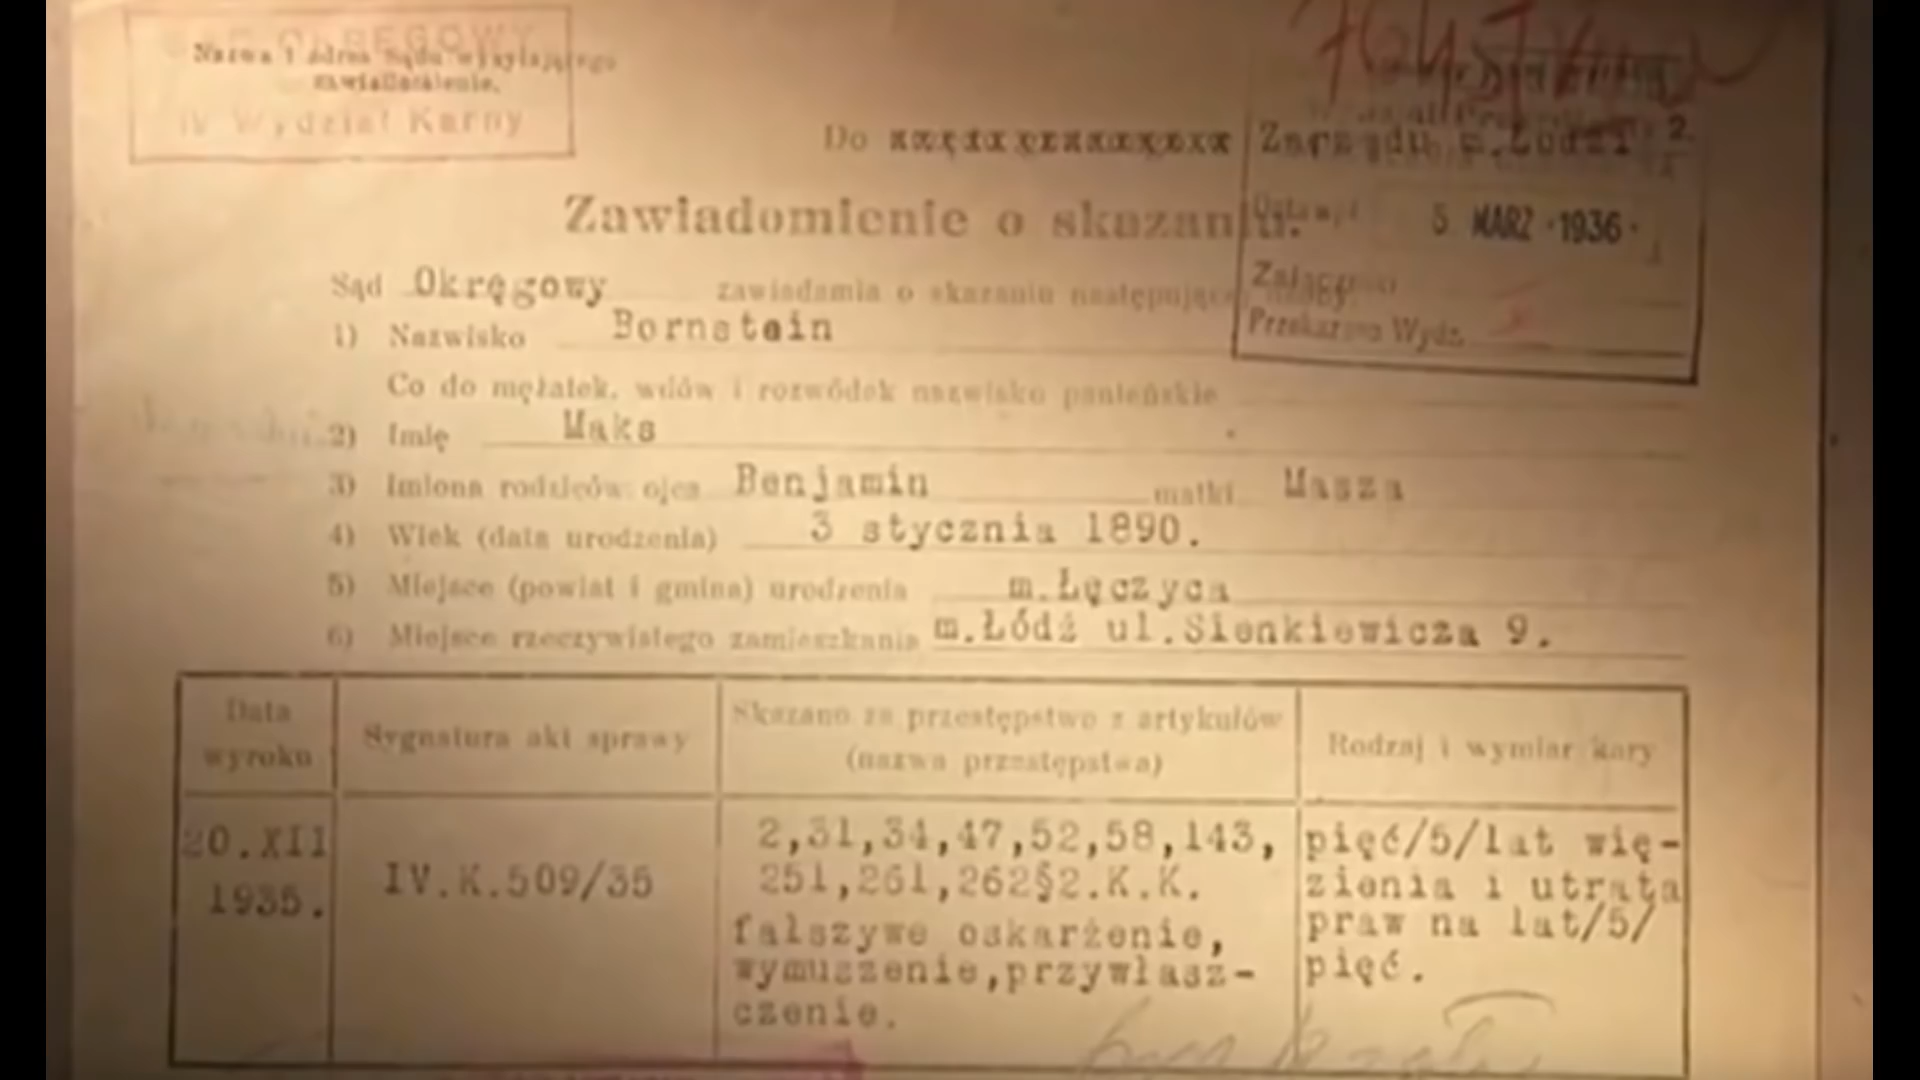 OKRĘGOWY
Nazwa i adres Sądu wysyłającego
zawiadomienie.
IV Wydział Karny
Do Zarządu m.Łodzi
2.
Zawiadomienie o skazaniu.
5 MARZ 1936
Sąd Okręgowy zawiadamia o skazaniu następującej osoby:
Załączniki
1) Nazwisko Bornstein
Przekazano Wydz.
Co do mężatek, wdów i rozwódek nazwisko panieńskie
2) Imię Maks
3) Imiona rodziców: ojca Benjamin matki Masza
4) Wiek (data urodzenia) 3 stycznia 1890.
5) Miejsce (powiat i gmina) urodzenia m.Łęczyca
6) Miejsce rzeczywistego zamieszkania m.Łódź ul.Sienkiewicza 9.
Data
wyroku
Sygnatura akt sprawy
Skazano za przestępstwo z artykułów
(nazwa przestępstwa)
Rodzaj i wymiar kary
20.XII
1935.
IV.K.509/35
2,31,34,47,52,58,143,
251,261,262§2.K.K.
fałszywe oskarżenie,
wymuszenie,przywłasz-
czenie.
pięć/5/lat wię-
zienia i utrata
praw na lat/5/
pięć.